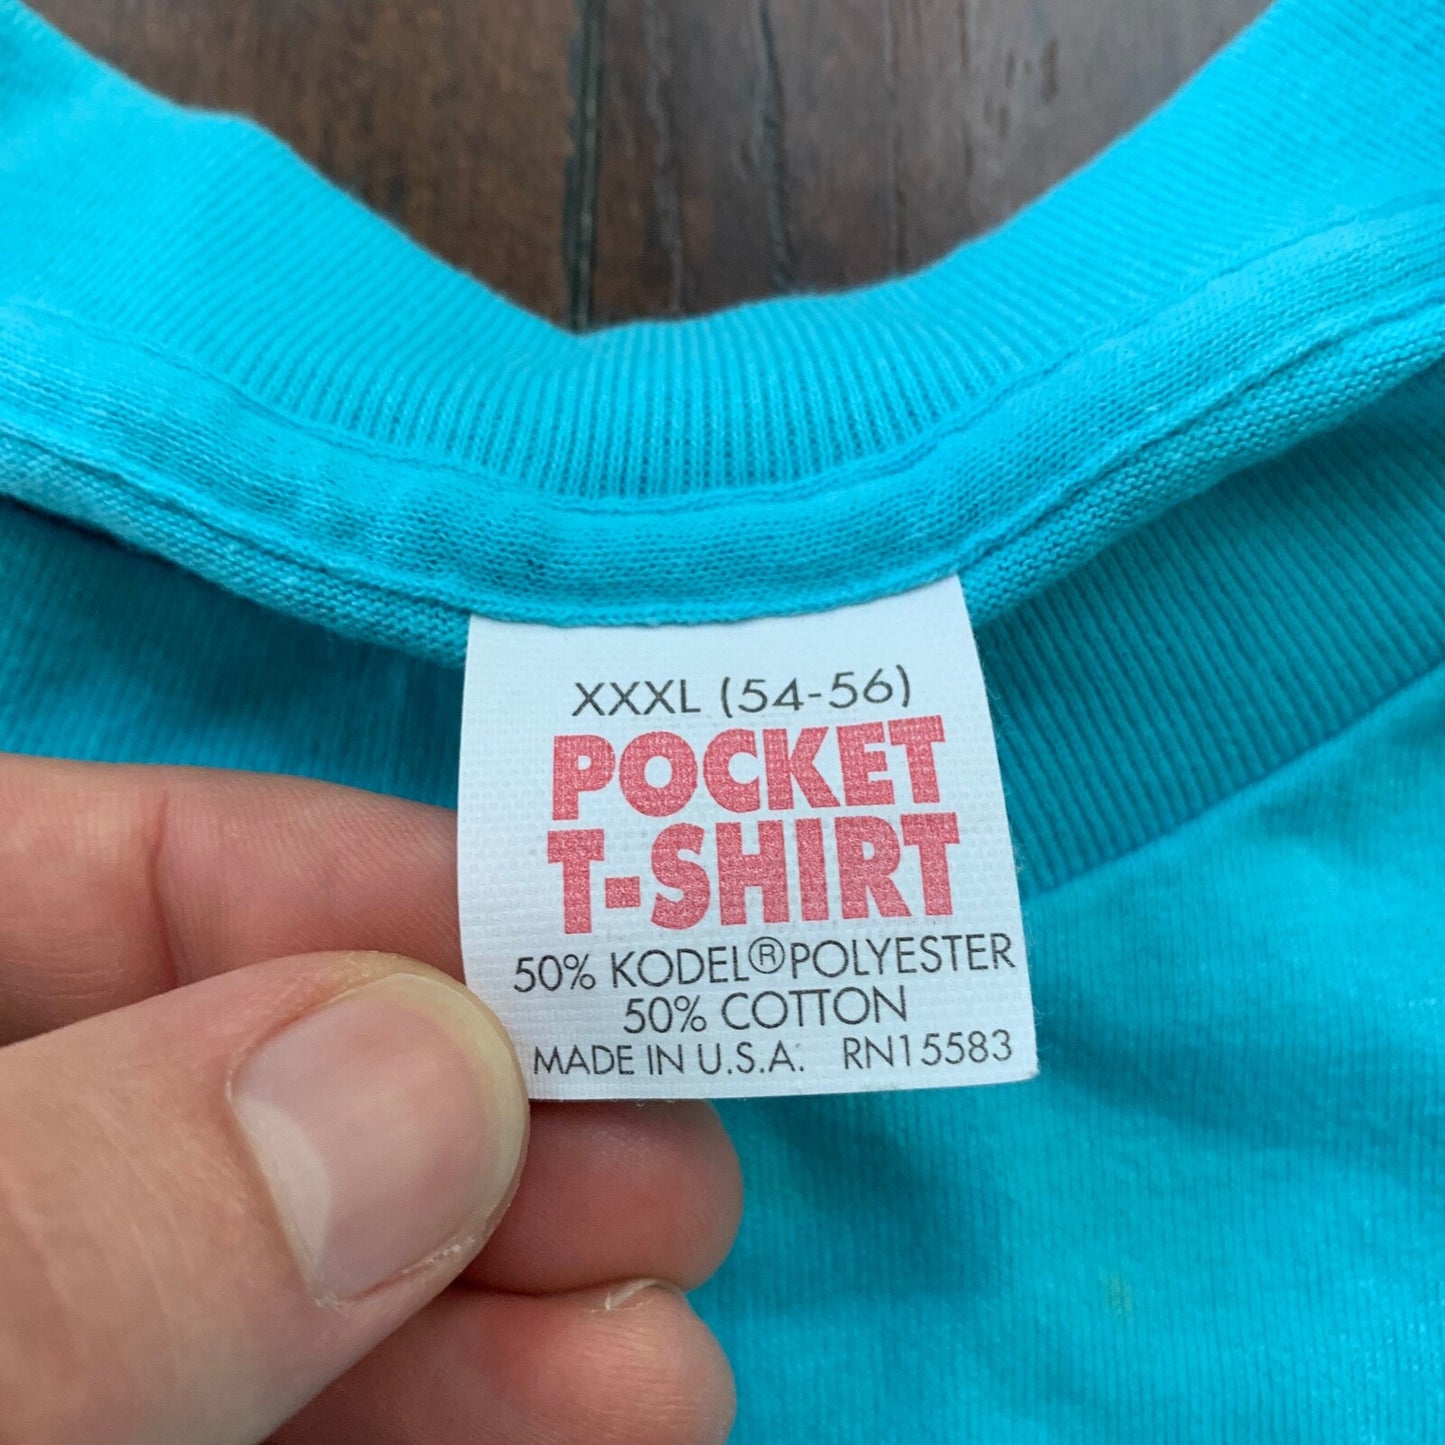 XXXL (54-56)
POCKET
T-SHIRT
50% KODEL®POLYESTER
50% COTTON
MADE IN U.S.A. RN15583